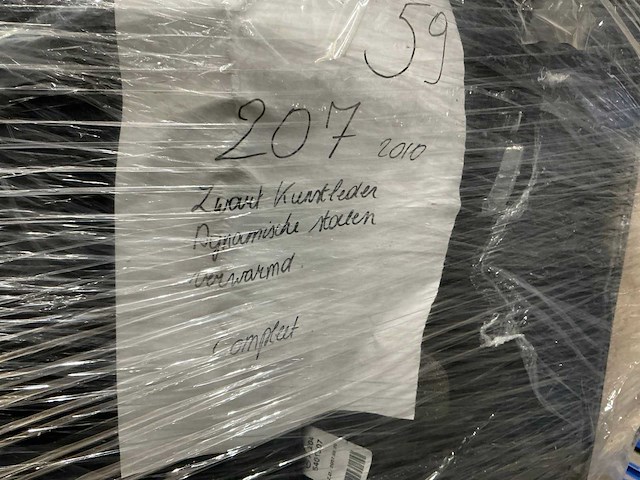 59
207 2010
Zwart Kunstleder
Dynamische stoelen
verwarmd.
Compleet